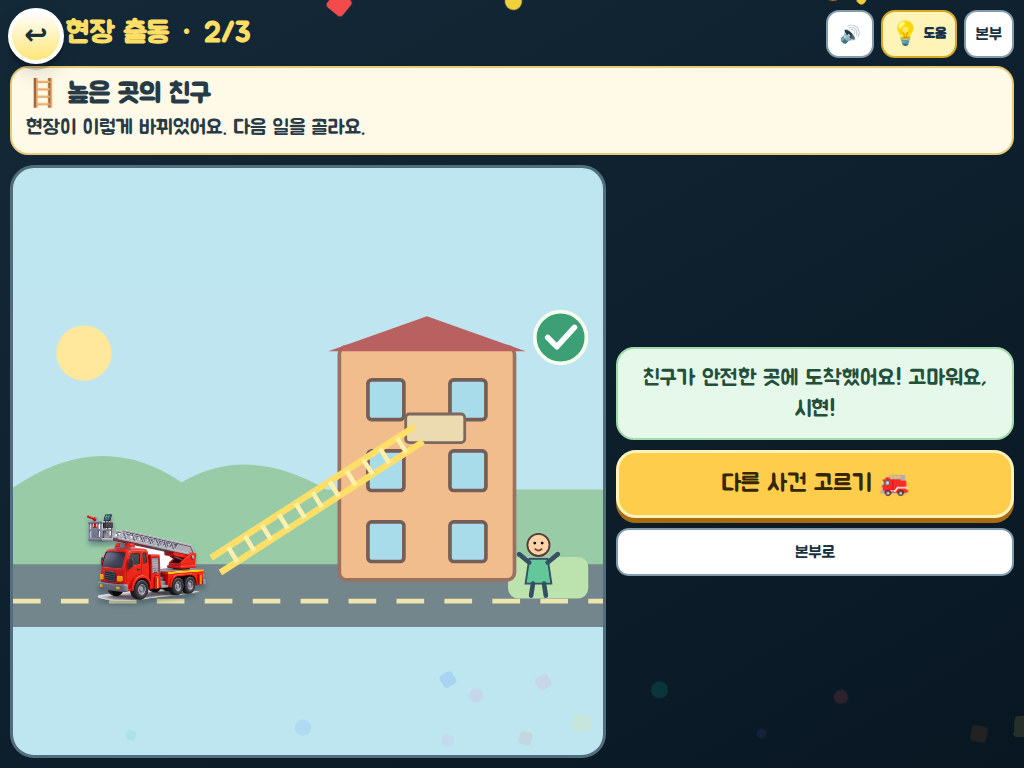 현장 출동 · 2/3
도움
본부
높은 곳의 친구
현장이 이렇게 바뀌었어요. 다음 일을 골라요.
친구가 안전한 곳에 도착했어요! 고마워요,
시현!
다른 사건 고르기
본부로